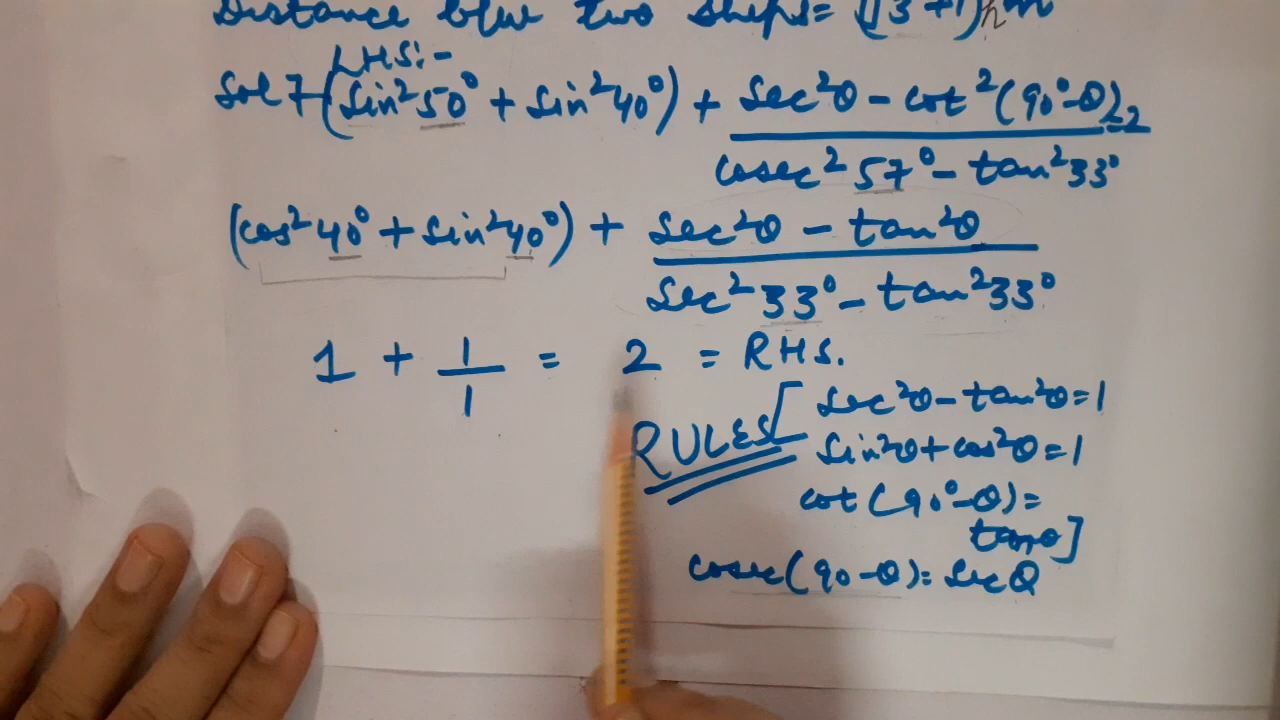 Distance b/w two ships = (√3+1)h m
LHS:-
Sol 7 (sin²50° + sin²40°) + sec²θ - cot²(90°-θ)
cosec²57° - tan²33°
(cos²40° + sin²40°) + sec²θ - tan²θ
sec²33° - tan²33°
1 + 1/1 = 2 = RHS.
RULES [sec²θ - tan²θ = 1
sin²θ + cos²θ = 1
cot(90°-θ) =
tanθ]
cosec(90-θ) = secθ